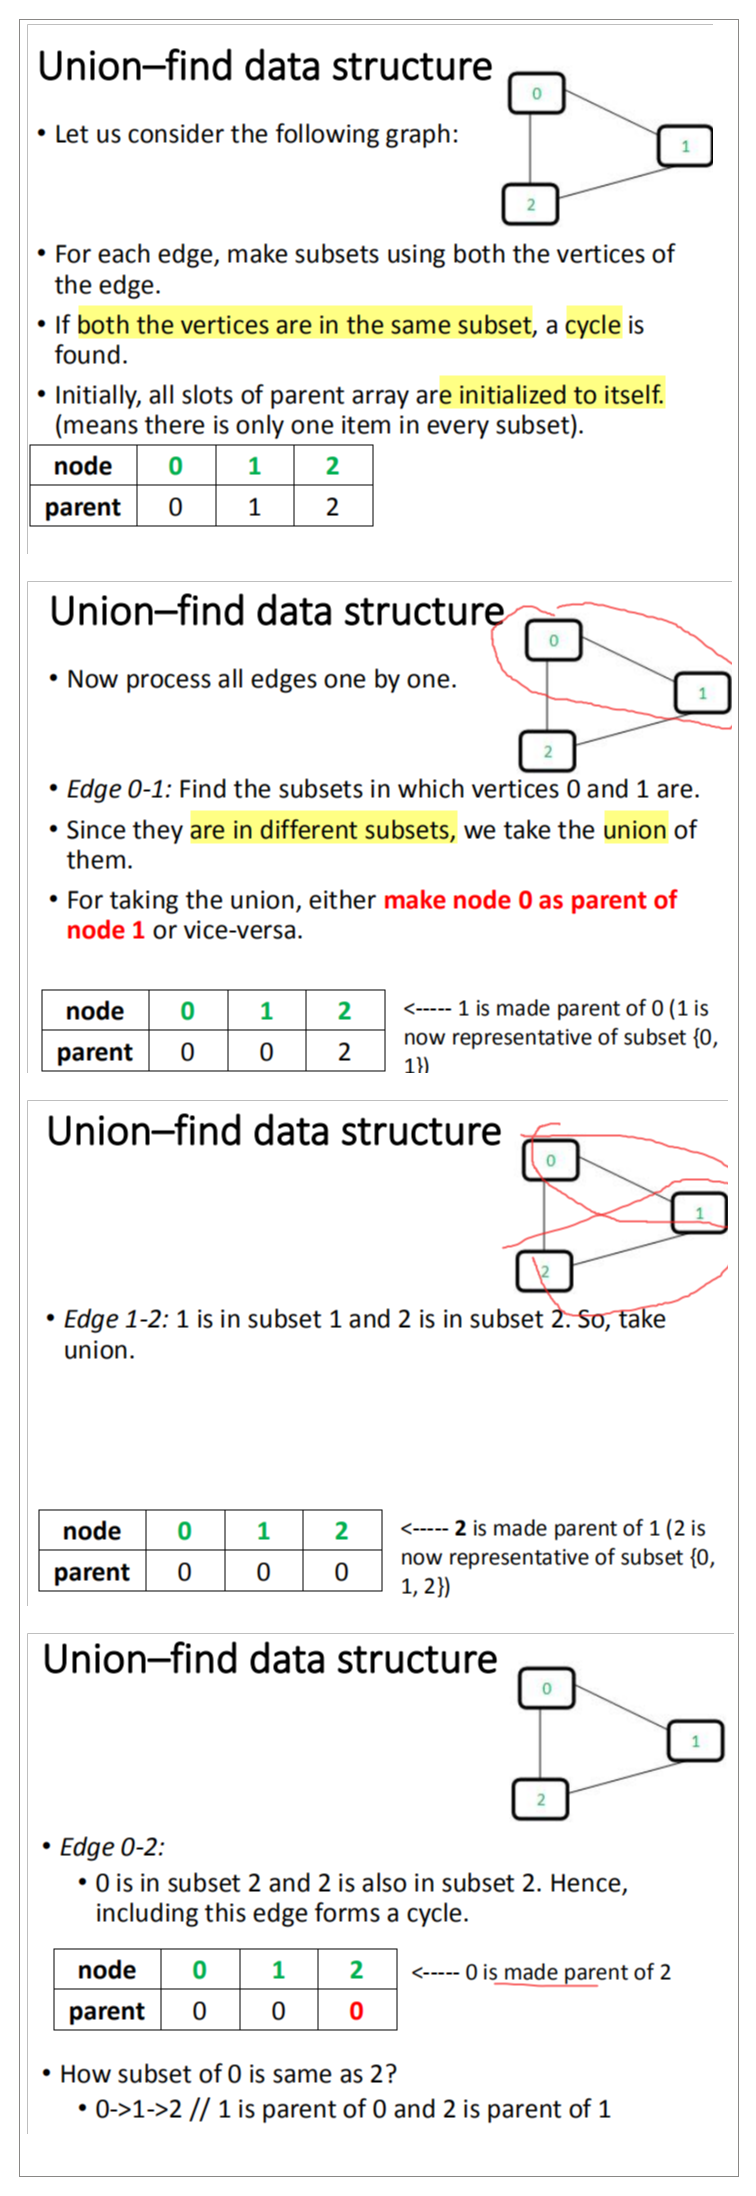 Union–find data structure
0
• Let us consider the following graph:
1
2
• For each edge, make subsets using both the vertices of
the edge.
• If both the vertices are in the same subset, a cycle is
found.
• Initially, all slots of parent array are initialized to itself.
(means there is only one item in every subset).
node 0 1 2
parent 0 1 2
Union–find data structure
0
• Now process all edges one by one.
1
2
• Edge 0-1: Find the subsets in which vertices 0 and 1 are.
• Since they are in different subsets, we take the union of
them.
• For taking the union, either make node 0 as parent of
node 1 or vice-versa.
node 0 1 2
parent 0 0 2
<----- 1 is made parent of 0 (1 is
now representative of subset {0,
1})
Union–find data structure
0
1
2
• Edge 1-2: 1 is in subset 1 and 2 is in subset 2. So, take
union.
node 0 1 2
parent 0 0 0
<----- 2 is made parent of 1 (2 is
now representative of subset {0,
1, 2})
Union–find data structure
0
1
2
• Edge 0-2:
• 0 is in subset 2 and 2 is also in subset 2. Hence,
including this edge forms a cycle.
node 0 1 2
parent 0 0 0
<----- 0 is made parent of 2
• How subset of 0 is same as 2?
• 0->1->2 // 1 is parent of 0 and 2 is parent of 1